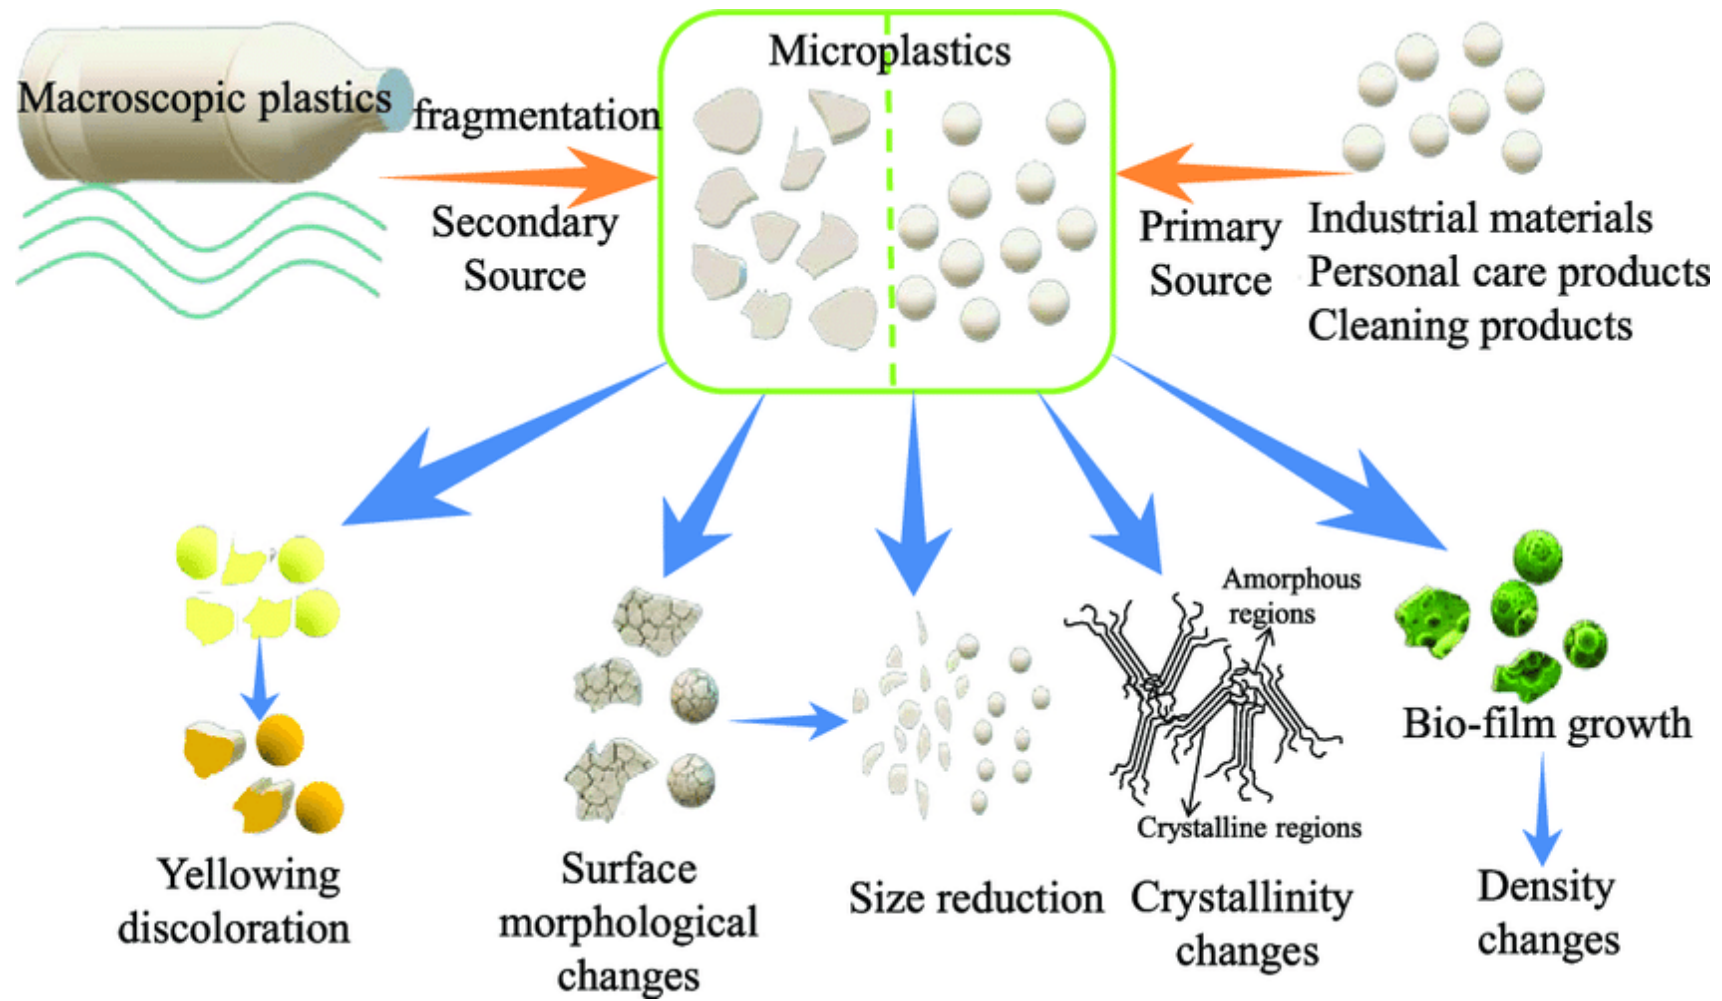 Microplastics
Macroscopic plastics
fragmentation
Secondary
Source
Primary
Source
Industrial materials
Personal care products
Cleaning products
Amorphous
regions
Crystalline regions
Bio-film growth
Yellowing
discoloration
Surface
morphological
changes
Size reduction
Crystallinity
changes
Density
changes